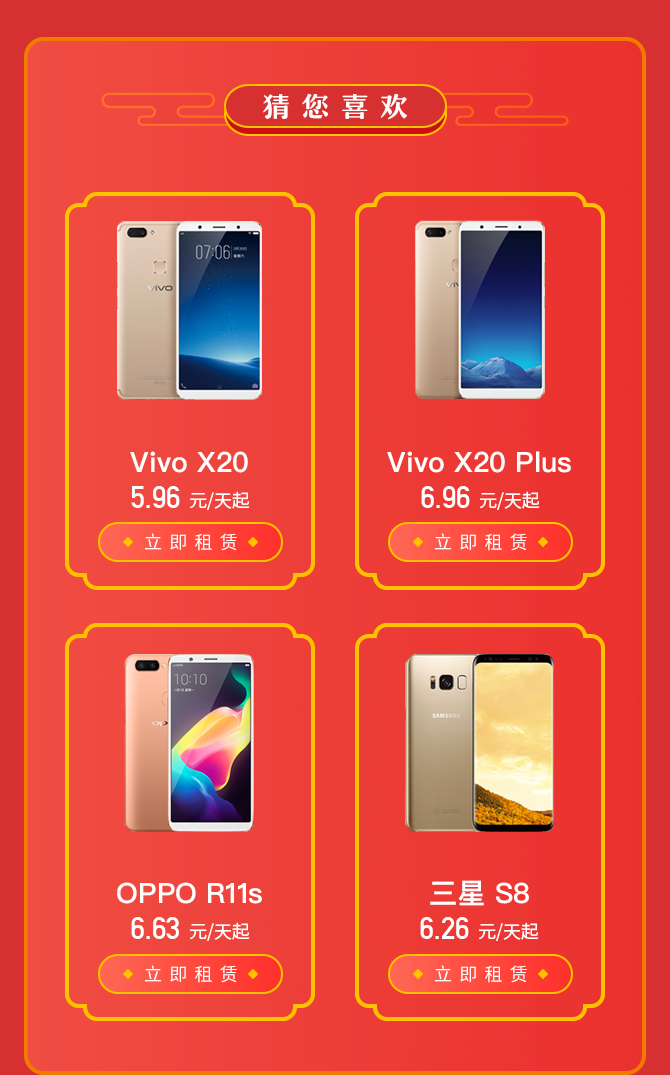 猜您喜欢
07:06
vivo
Vivo X20
5.96 元/天起
立即租赁
Vivo X20 Plus
6.96 元/天起
立即租赁
10:10
OPPO R11s
6.63 元/天起
立即租赁
SAMSUNG
三星 S8
6.26 元/天起
立即租赁